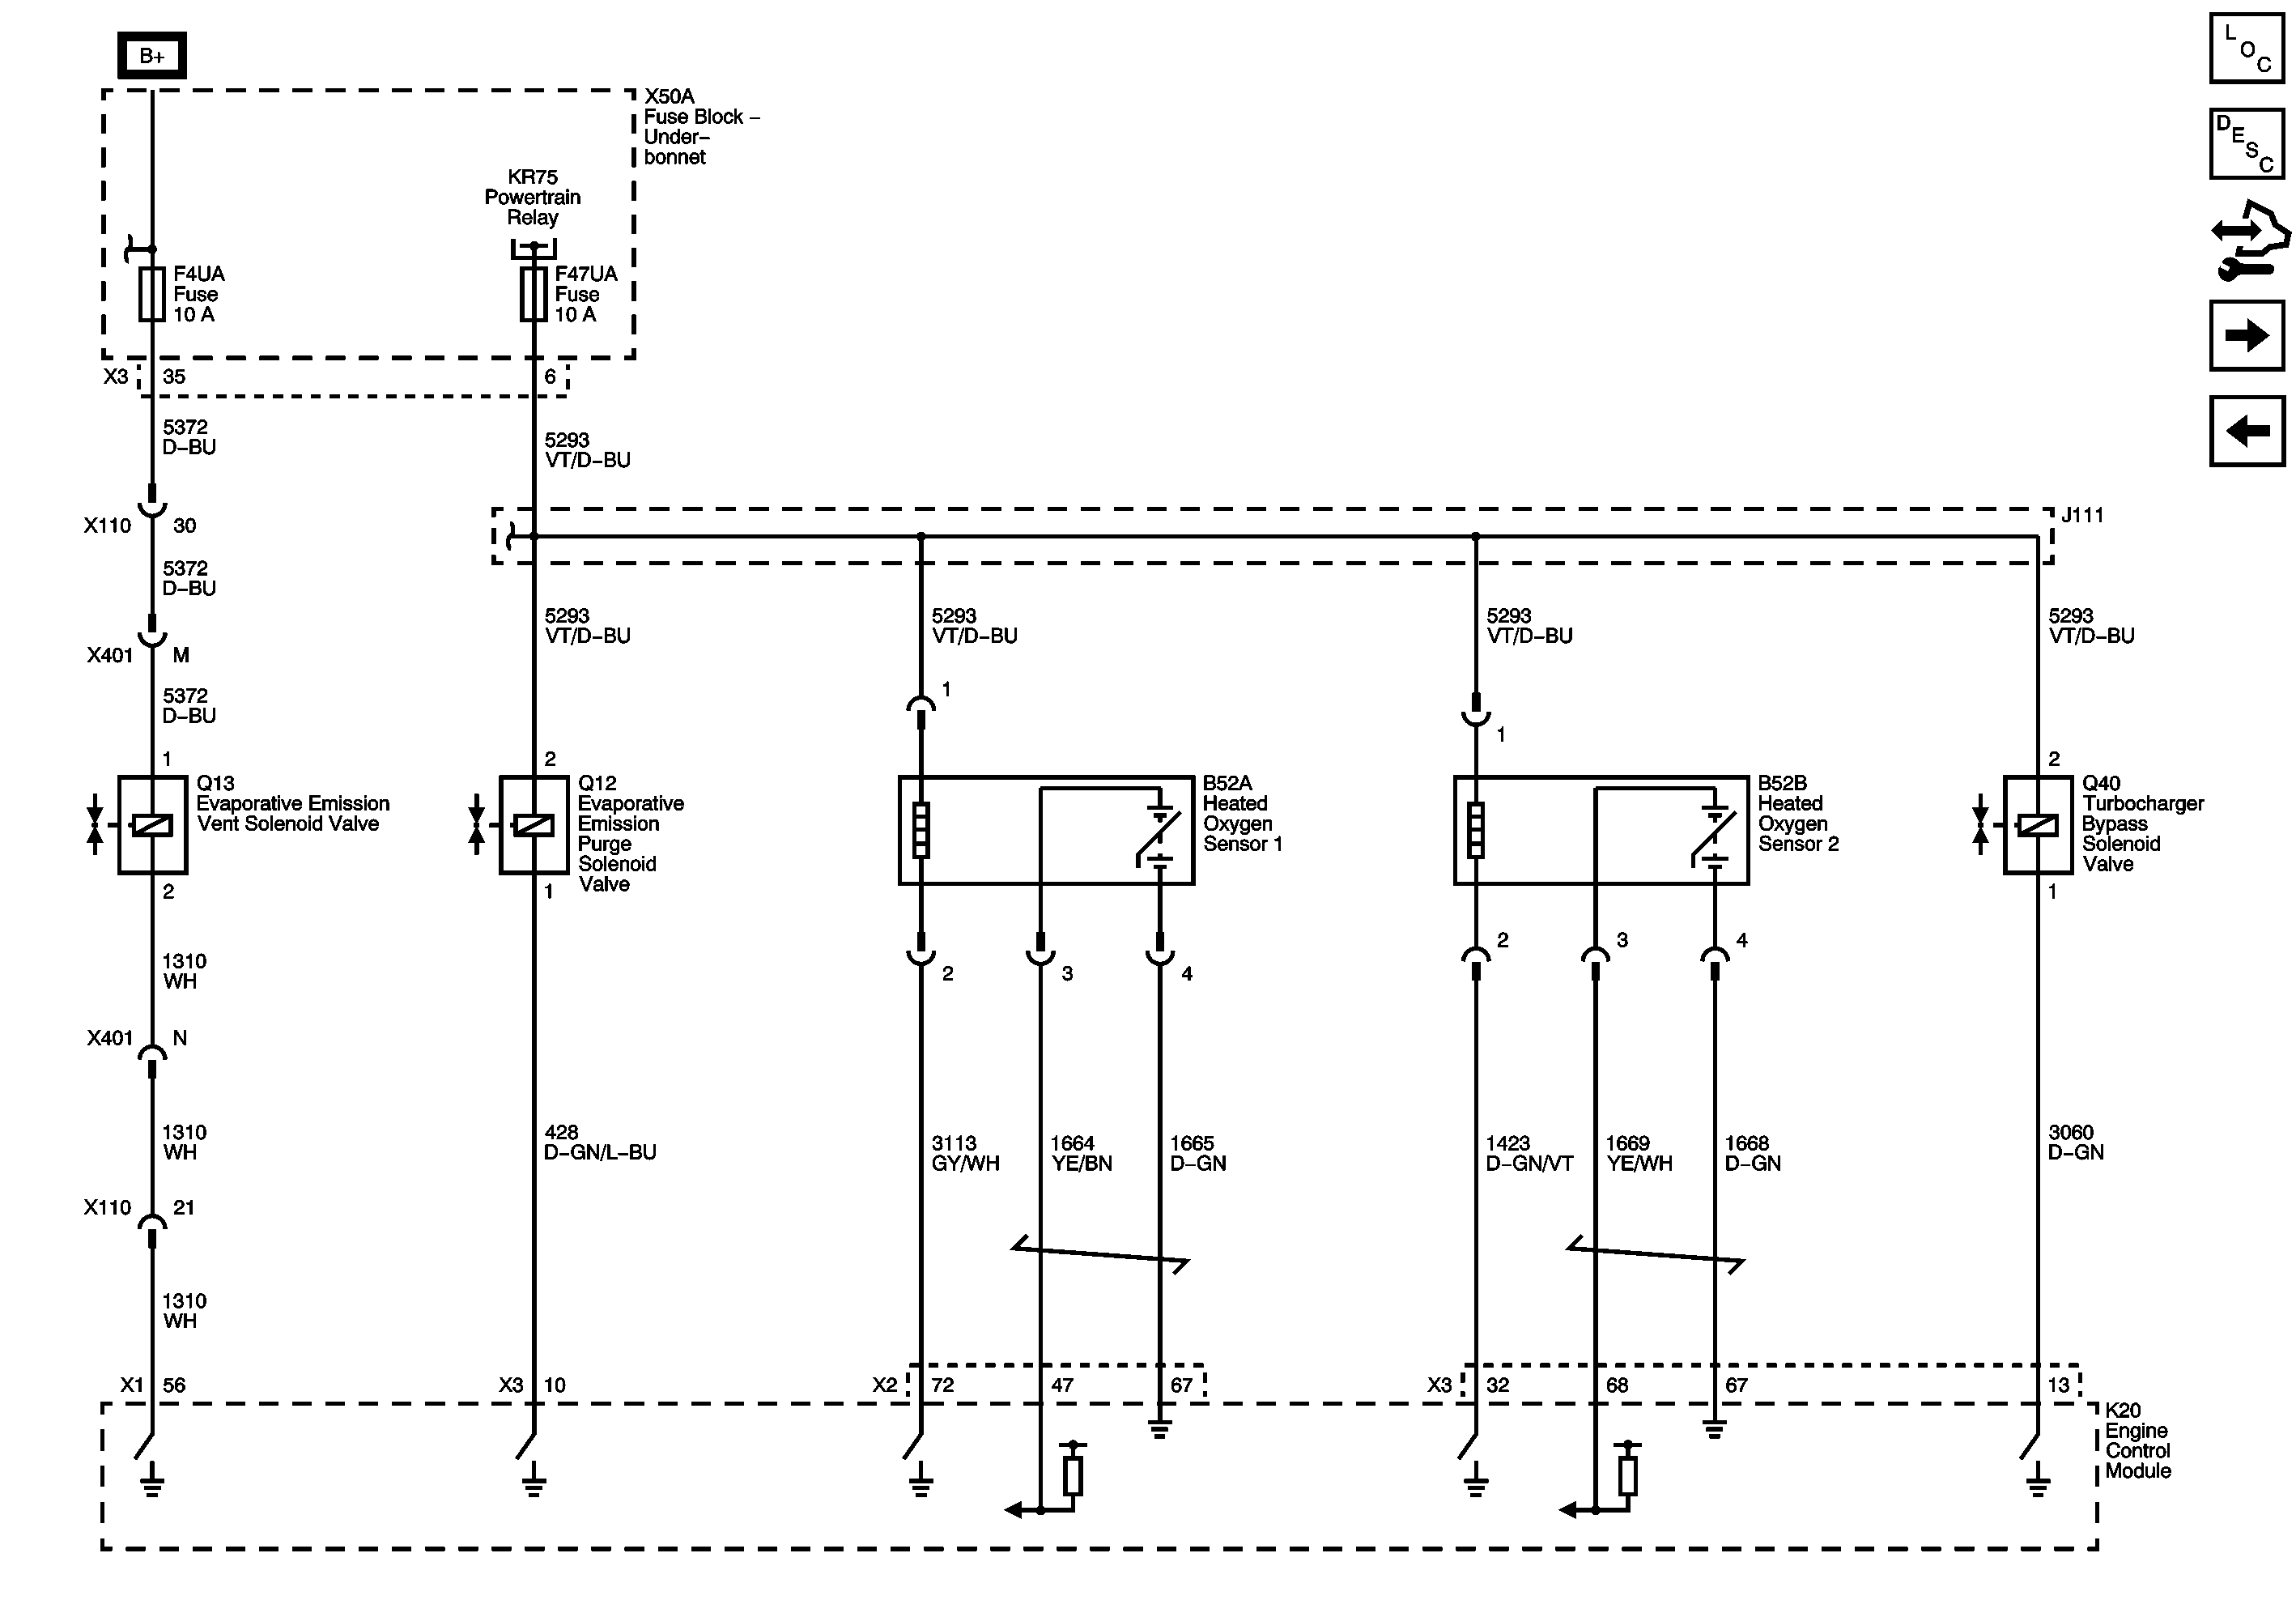 B+
X50A
Fuse Block –
Under–
bonnet
KR75
Powertrain
Relay
F4UA
Fuse
10 A
F47UA
Fuse
10 A
X3
35
6
5372
D–BU
5293
VT/D–BU
X110
30
J111
5372
D–BU
5293
VT/D–BU
5293
VT/D–BU
5293
VT/D–BU
5293
VT/D–BU
X401
M
5372
D–BU
1
1
1
2
2
Q13
Evaporative Emission
Vent Solenoid Valve
Q12
Evaporative
Emission
Purge
Solenoid
Valve
B52A
Heated
Oxygen
Sensor 1
B52B
Heated
Oxygen
Sensor 2
Q40
Turbocharger
Bypass
Solenoid
Valve
2
1
1
2
3
4
2
3
4
1310
WH
X401
N
1310
WH
428
D–GN/L–BU
3113
GY/WH
1664
YE/BN
1665
D–GN
1423
D–GN/VT
1669
YE/WH
1668
D–GN
3060
D–GN
X110
21
1310
WH
X1
56
X3
10
X2
72
47
67
X3
32
68
67
13
K20
Engine
Control
Module
L
O
C
D
E
S
C